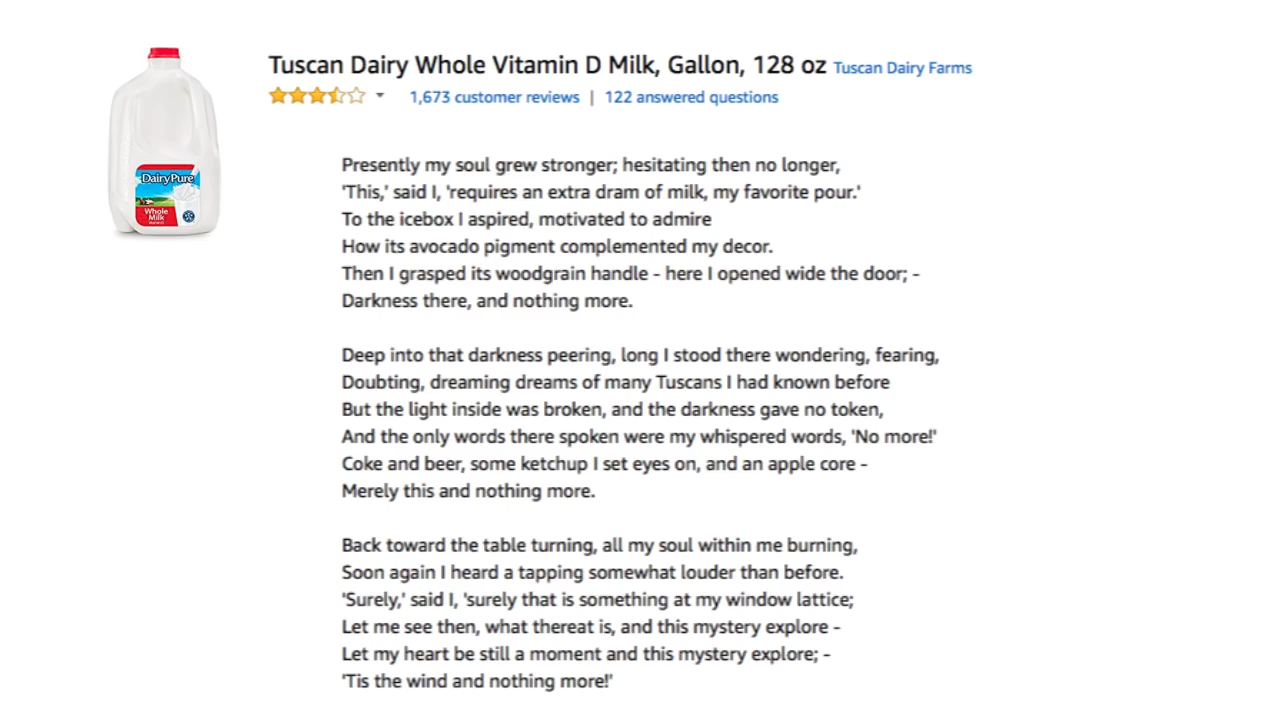 Tuscan Dairy Whole Vitamin D Milk, Gallon, 128 oz Tuscan Dairy Farms
1,673 customer reviews | 122 answered questions
DairyPure
Whole
Milk
Presently my soul grew stronger; hesitating then no longer,
'This,' said I, 'requires an extra dram of milk, my favorite pour.'
To the icebox I aspired, motivated to admire
How its avocado pigment complemented my decor.
Then I grasped its woodgrain handle - here I opened wide the door; -
Darkness there, and nothing more.
Deep into that darkness peering, long I stood there wondering, fearing,
Doubting, dreaming dreams of many Tuscans I had known before
But the light inside was broken, and the darkness gave no token,
And the only words there spoken were my whispered words, 'No more!'
Coke and beer, some ketchup I set eyes on, and an apple core -
Merely this and nothing more.
Back toward the table turning, all my soul within me burning,
Soon again I heard a tapping somewhat louder than before.
'Surely,' said I, 'surely that is something at my window lattice;
Let me see then, what thereat is, and this mystery explore -
Let my heart be still a moment and this mystery explore; -
'Tis the wind and nothing more!'